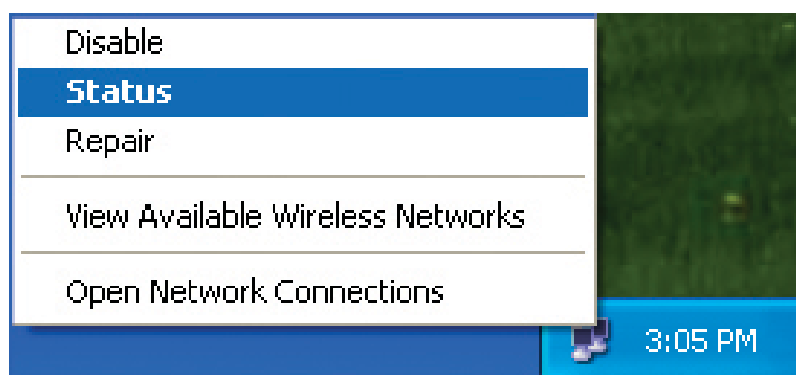 Disable
Status
Repair
View Available Wireless Networks
Open Network Connections
3:05 PM